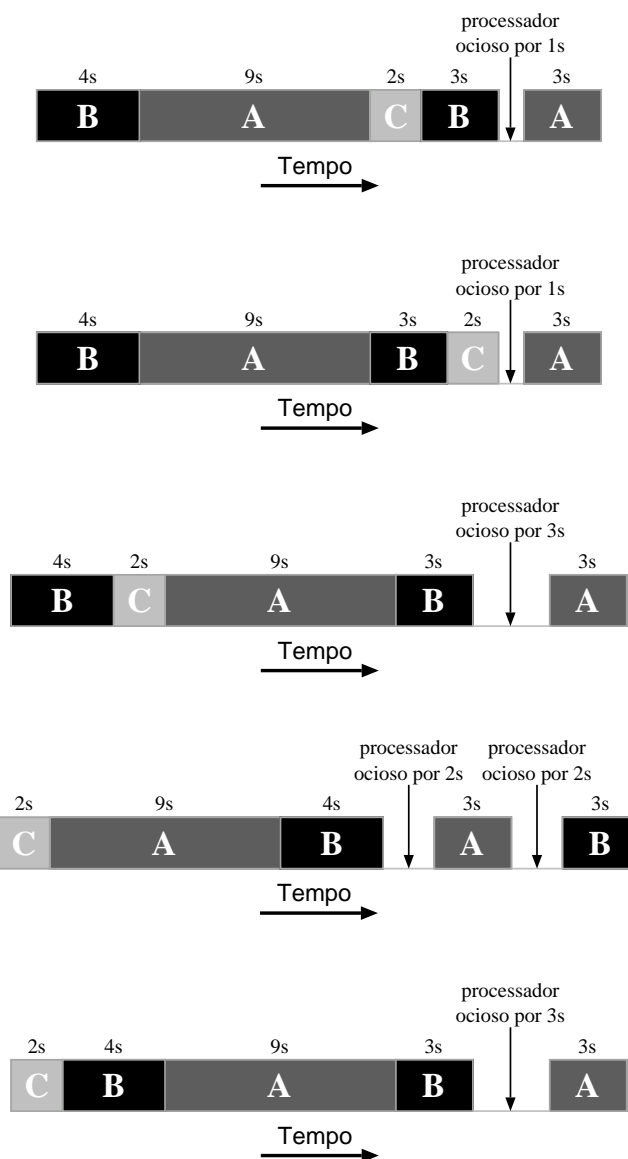 processador
ocioso por 1s
4s 9s 2s 3s 3s
B A C B A
Tempo
processador
ocioso por 1s
4s 9s 3s 2s 3s
B A B C A
Tempo
processador
ocioso por 3s
4s 2s 9s 3s 3s
B C A B A
Tempo
processador processador
ocioso por 2s ocioso por 2s
2s 9s 4s 3s 3s
C A B A B
Tempo
processador
ocioso por 3s
2s 4s 9s 3s 3s
C B A B A
Tempo